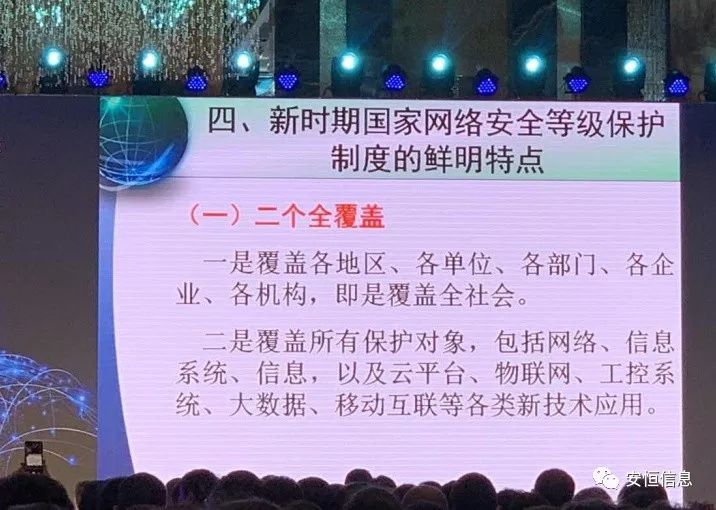 四、新时期国家网络安全等级保护
制度的鲜明特点
（一）二个全覆盖
一是覆盖各地区、各单位、各部门、各企
业、各机构，即是覆盖全社会。
二是覆盖所有保护对象，包括网络、信息
系统、信息，以及云平台、物联网、工控系
统、大数据、移动互联等各类新技术应用。
安恒信息